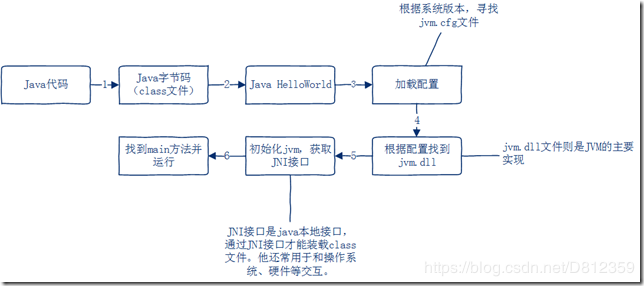 根据系统版本，寻找
jvm.cfg文件
Java代码
1
Java字节码
（class文件）
2
Java HelloWorld
3
加载配置
4
找到main方法并
运行
6
初始化jvm，获取
JNI接口
5
根据配置找到
jvm.dll
jvm.dll文件则是JVM的主要
实现
JNI接口是java本地接口，
通过JNI接口才能装载class
文件。他还常用于和操作系
统、硬件等交互。
https://blog.csdn.net/D812359